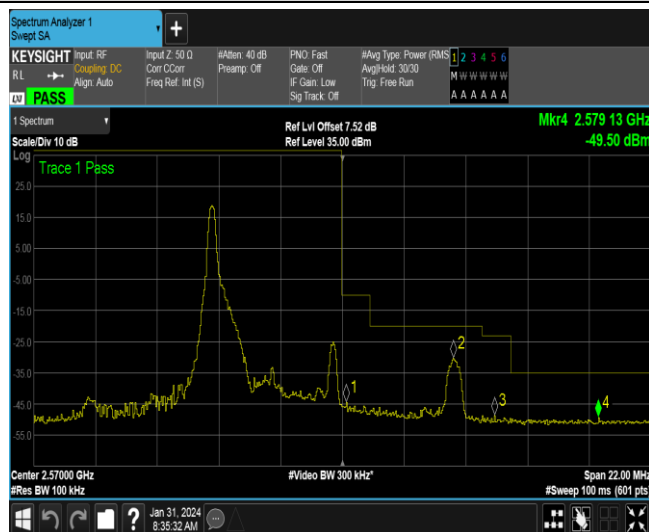 Spectrum Analyzer 1
Swept SA
+
KEYSIGHT
RL
LXI PASS
Input: RF
Coupling: DC
Align: Auto
Input Z: 50 Ω
Corr CCorr
Freq Ref: Int (S)
#Atten: 40 dB
Preamp: Off
PNO: Fast
Gate: Off
IF Gain: Low
Sig Track: Off
#Avg Type: Power (RMS
Avg|Hold: 30/30
Trig: Free Run
1 2 3 4 5 6
M W W W W W
A A A A A A
1 Spectrum
Scale/Div 10 dB
Ref Lvl Offset 7.52 dB
Ref Level 35.00 dBm
Mkr4 2.579 13 GHz
-49.50 dBm
Log
Trace 1 Pass
25.0
15.0
5.00
-5.00
-15.0
-25.0
-35.0
-45.0
-55.0
1
2
3
4
Center 2.57000 GHz
#Res BW 100 kHz
#Video BW 300 kHz*
Span 22.00 MHz
#Sweep 100 ms (601 pts)
?
Jan 31, 2024
8:35:32 AM